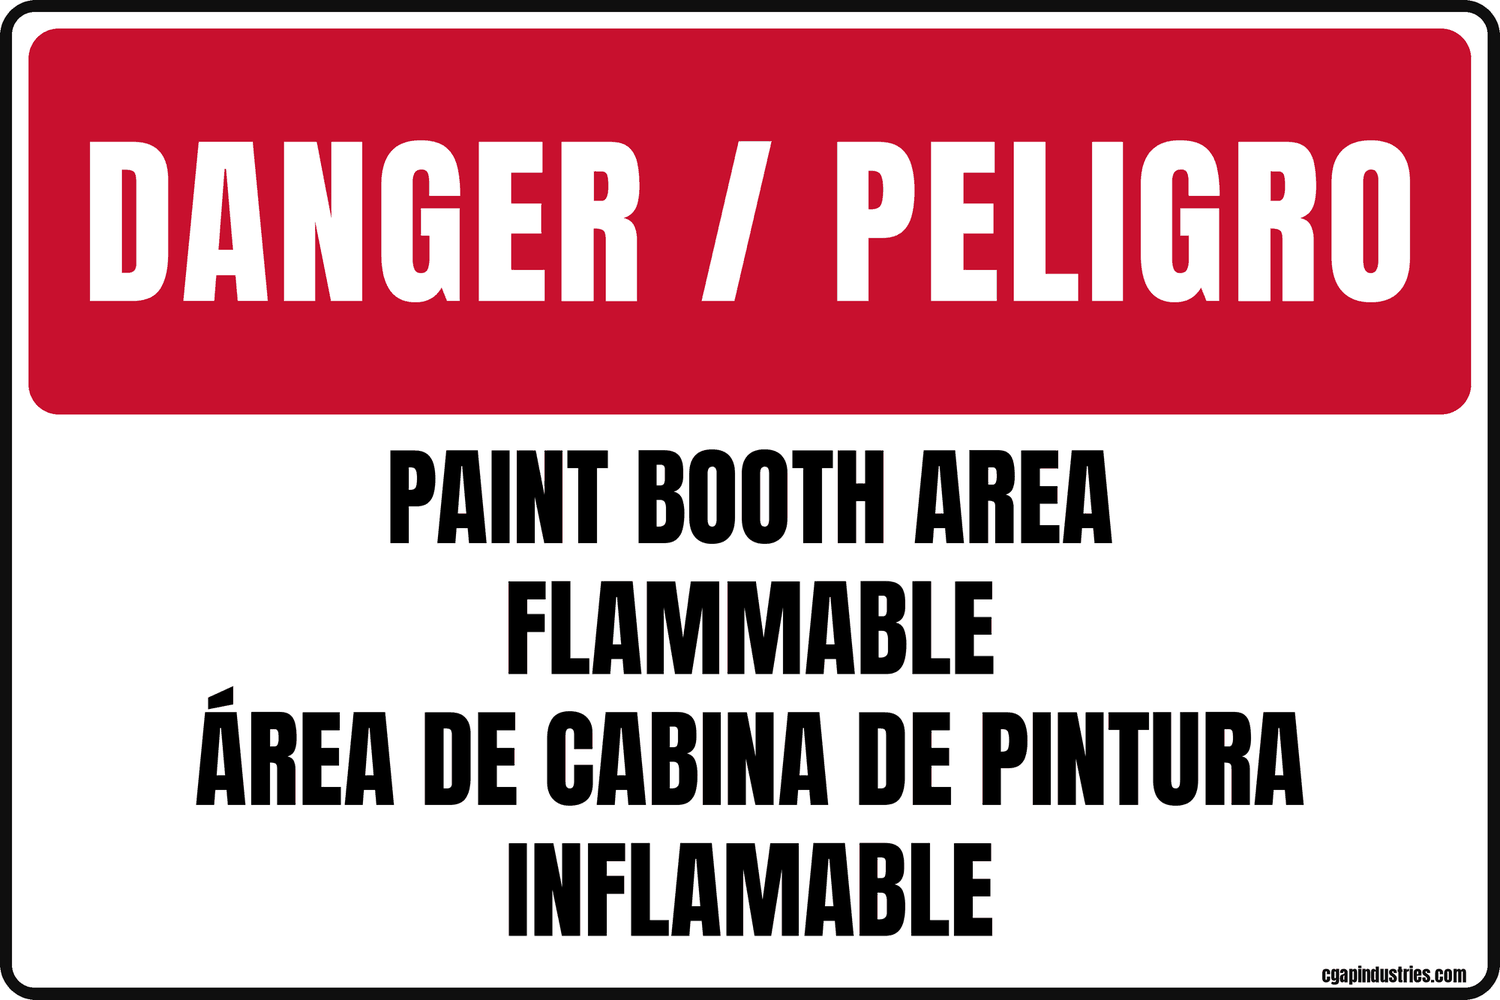 DANGER / PELIGRO
PAINT BOOTH AREA
FLAMMABLE
ÁREA DE CABINA DE PINTURA
INFLAMABLE
cgapindustries.com